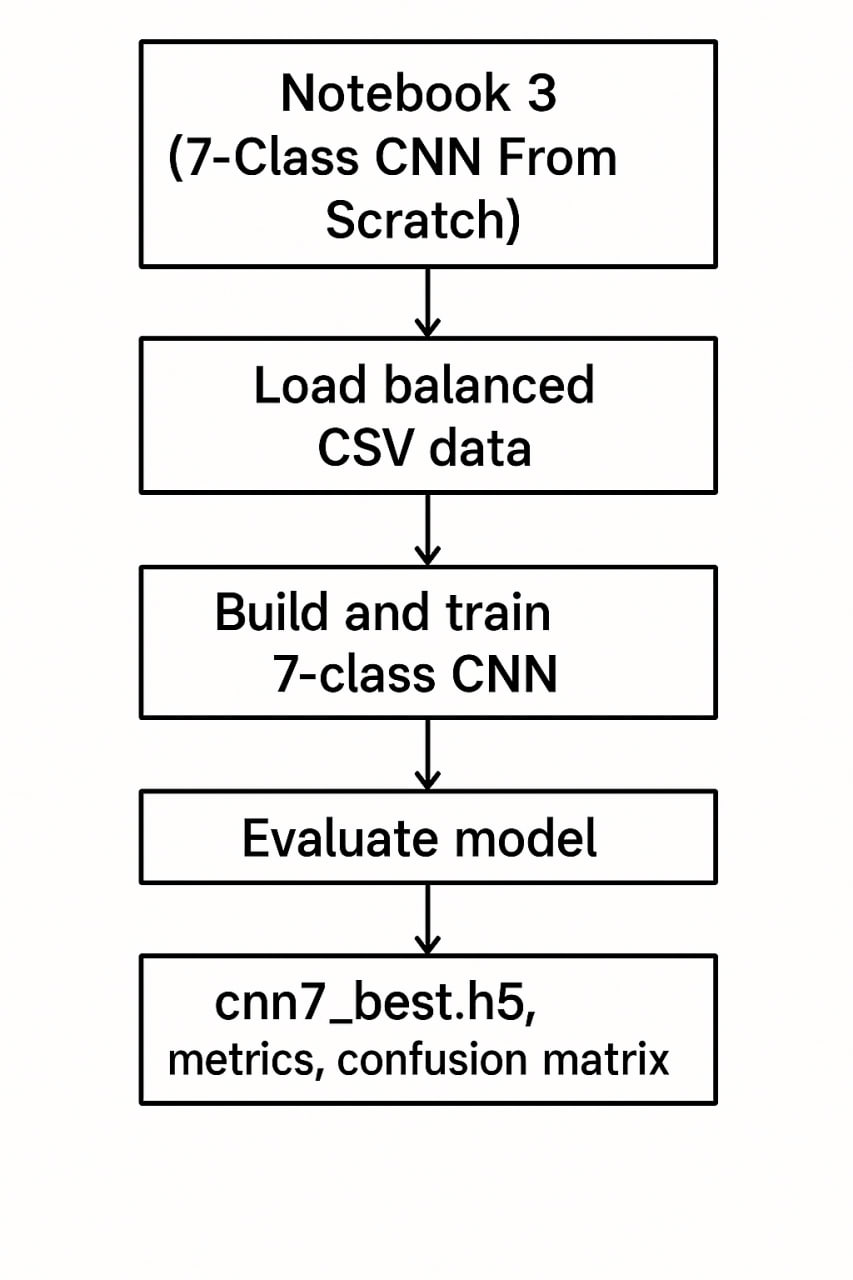 Notebook 3
(7-Class CNN From
Scratch)
Load balanced
CSV data
Build and train
7-class CNN
Evaluate model
cnn7_best.h5,
metrics, confusion matrix